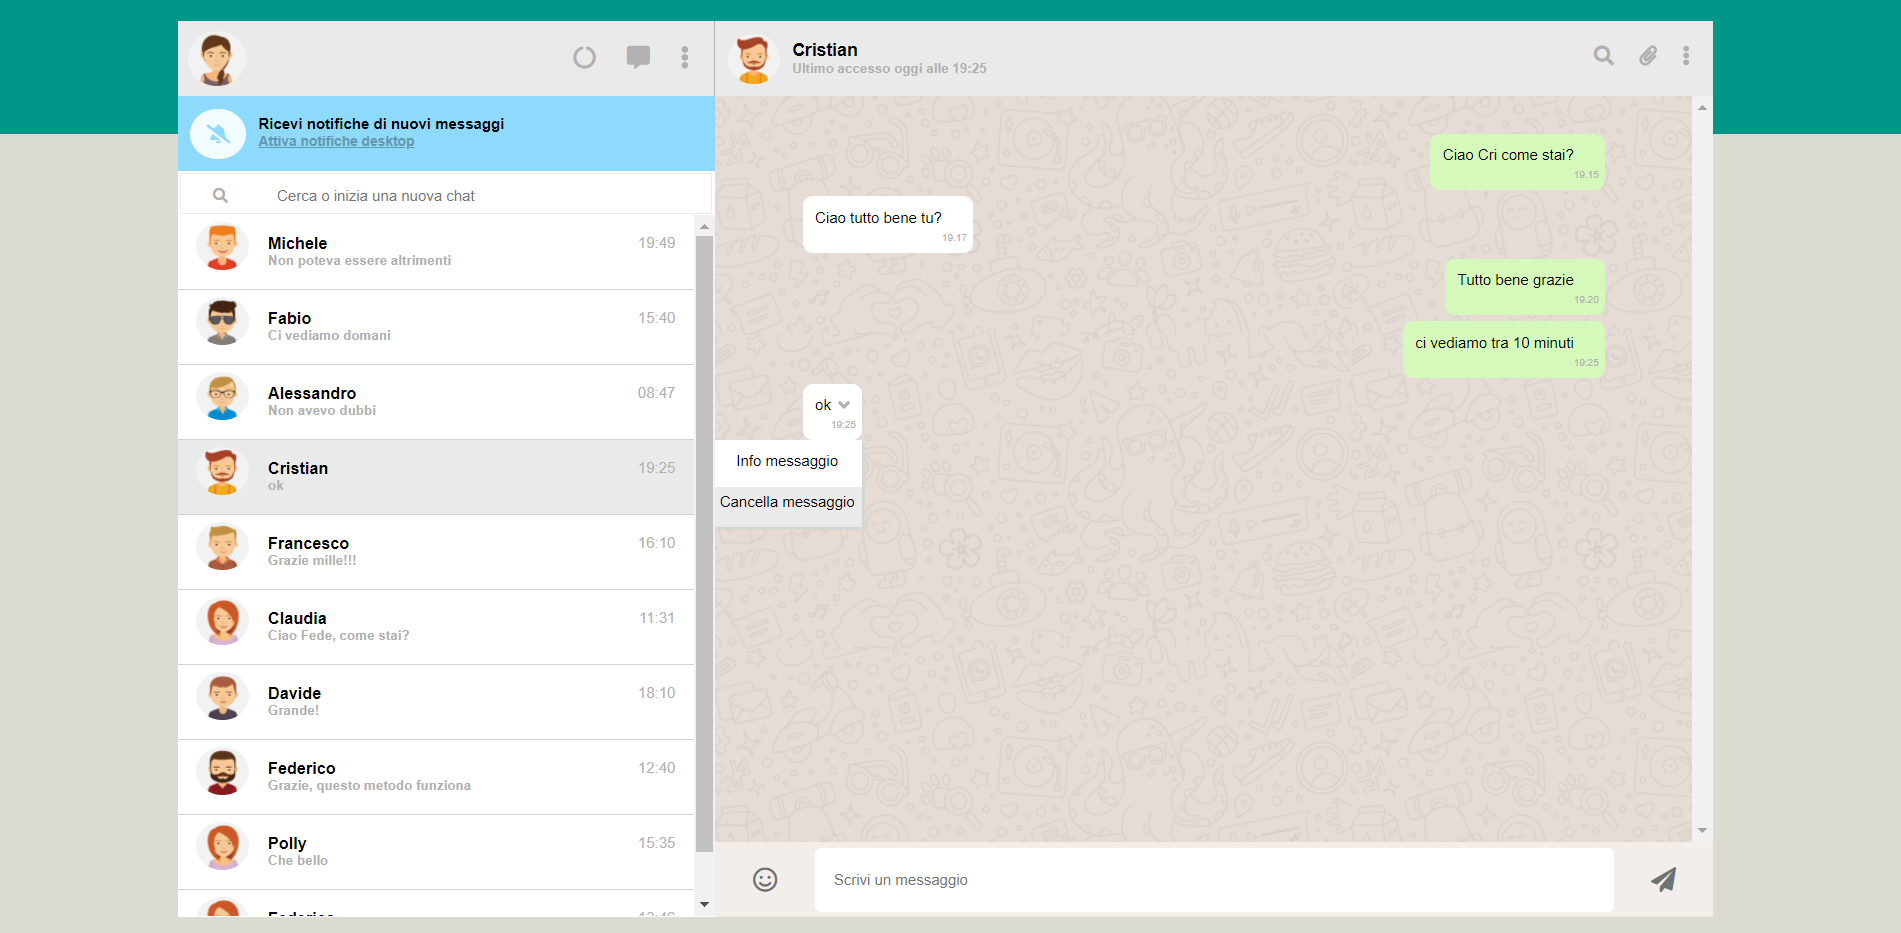 Ricevi notifiche di nuovi messaggi
Attiva notifiche desktop
Cerca o inizia una nuova chat
Michele 19:49
Non poteva essere altrimenti
Fabio 15:40
Ci vediamo domani
Alessandro 08:47
Non avevo dubbi
Cristian 19:25
ok
Francesco 16:10
Grazie mille!!!
Claudia 11:31
Ciao Fede, come stai?
Davide 18:10
Grande!
Federico 12:40
Grazie, questo metodo funziona
Polly 15:35
Che bello
Cristian
Ultimo accesso oggi alle 19:25
Ciao Cri come stai?
19.15
Ciao tutto bene tu?
19.17
Tutto bene grazie
19.20
ci vediamo tra 10 minuti
19:25
ok
19:25
Info messaggio
Cancella messaggio
Scrivi un messaggio